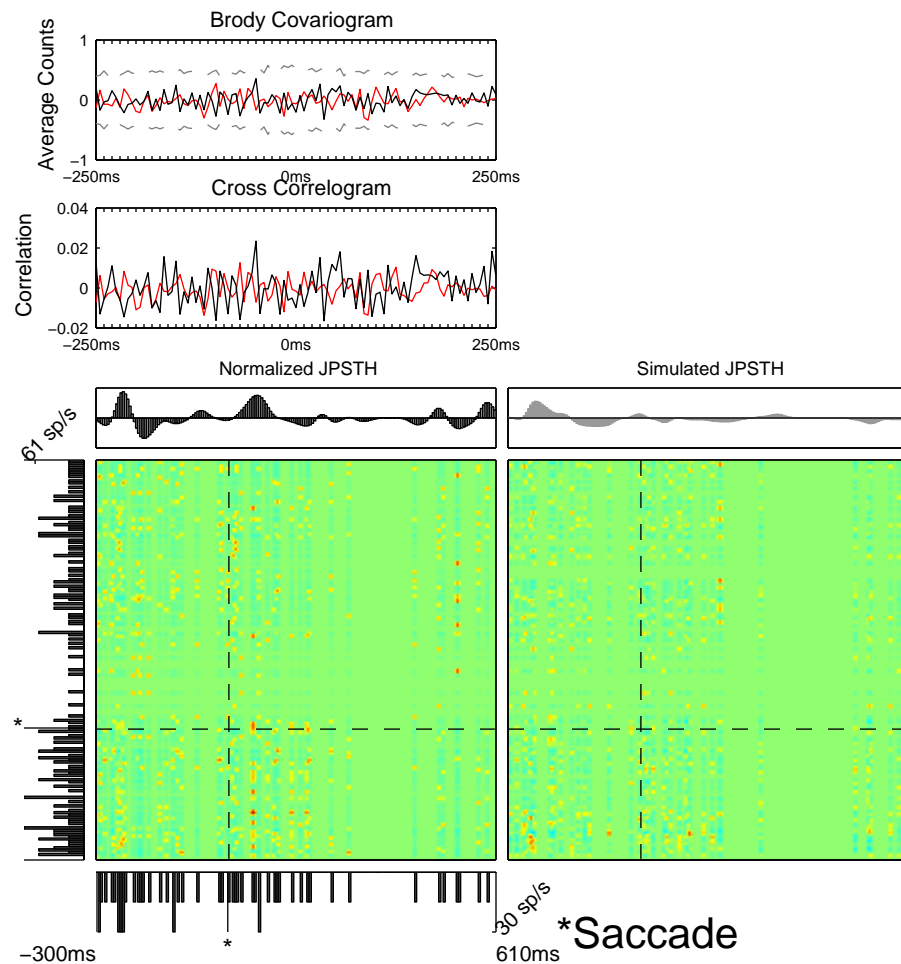 Brody Covariogram
Average Counts
1
0
−1
−250ms
0ms
250ms
Cross Correlogram
Correlation
0.04
0.02
0
−0.02
−250ms
0ms
250ms
Normalized JPSTH
Simulated JPSTH
61 sp/s
*
*
30 sp/s
*Saccade
−300ms
610ms